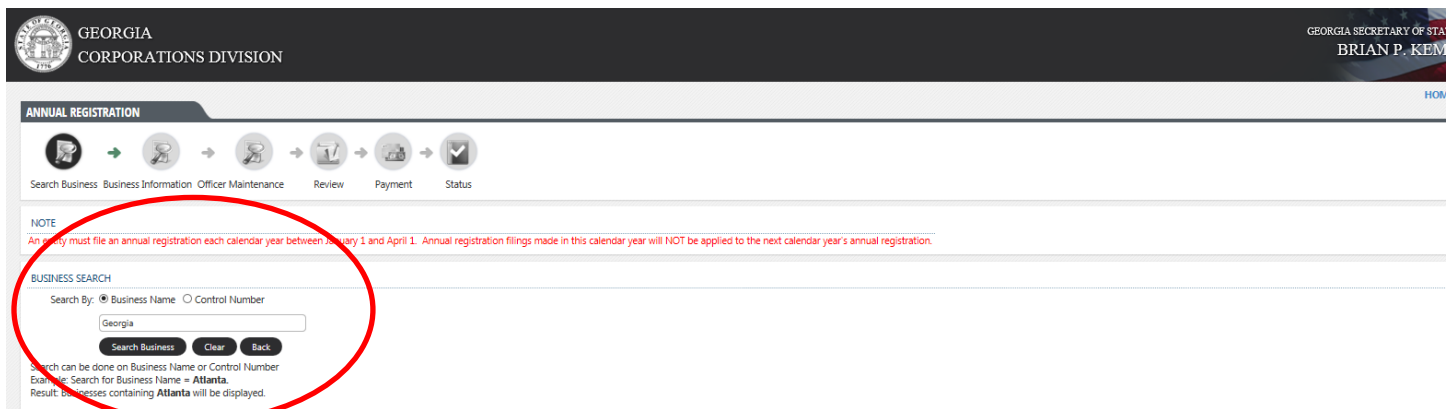 GEORGIA
CORPORATIONS DIVISION
GEORGIA SECRETARY OF STA
BRIAN P. KEM
HOM
ANNUAL REGISTRATION
Search Business Business Information Officer Maintenance Review Payment Status
NOTE
An entity must file an annual registration each calendar year between January 1 and April 1. Annual registration filings made in this calendar year will NOT be applied to the next calendar year's annual registration.
BUSINESS SEARCH
Search By: Business Name Control Number
Georgia
Search Business Clear Back
Search can be done on Business Name or Control Number
Example: Search for Business Name = Atlanta.
Result: Businesses containing Atlanta will be displayed.